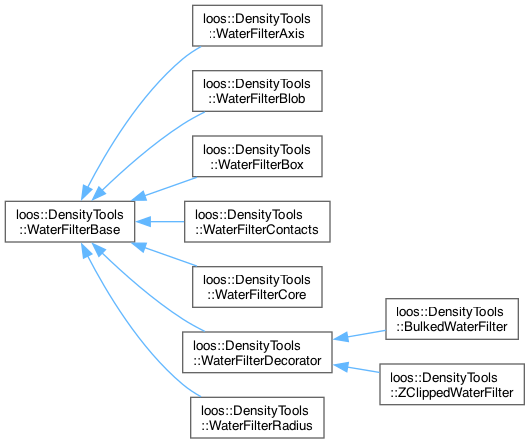 loos::DensityTools
::WaterFilterAxis
loos::DensityTools
::WaterFilterBlob
loos::DensityTools
::WaterFilterBox
loos::DensityTools
::WaterFilterBase
loos::DensityTools
::WaterFilterContacts
loos::DensityTools
::WaterFilterCore
loos::DensityTools
::BulkedWaterFilter
loos::DensityTools
::WaterFilterDecorator
loos::DensityTools
::ZClippedWaterFilter
loos::DensityTools
::WaterFilterRadius